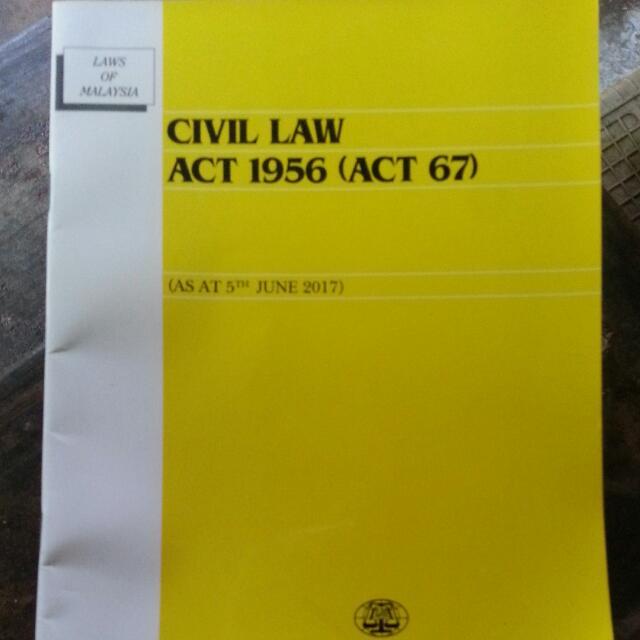 LAWS
OF
MALAYSIA
CIVIL LAW
ACT 1956 (ACT 67)
(AS AT 5TH JUNE 2017)